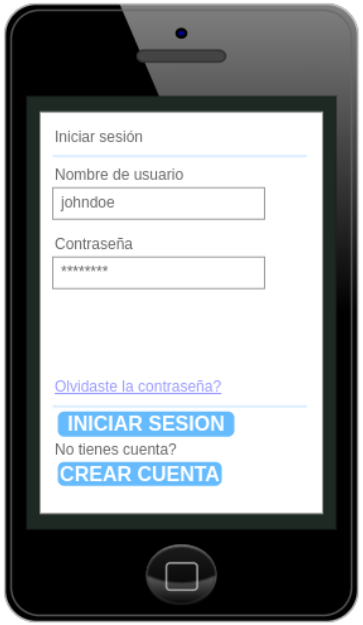 Iniciar sesión
Nombre de usuario
johndoe
Contraseña
********
Olvidaste la contraseña?
INICIAR SESION
No tienes cuenta?
CREAR CUENTA